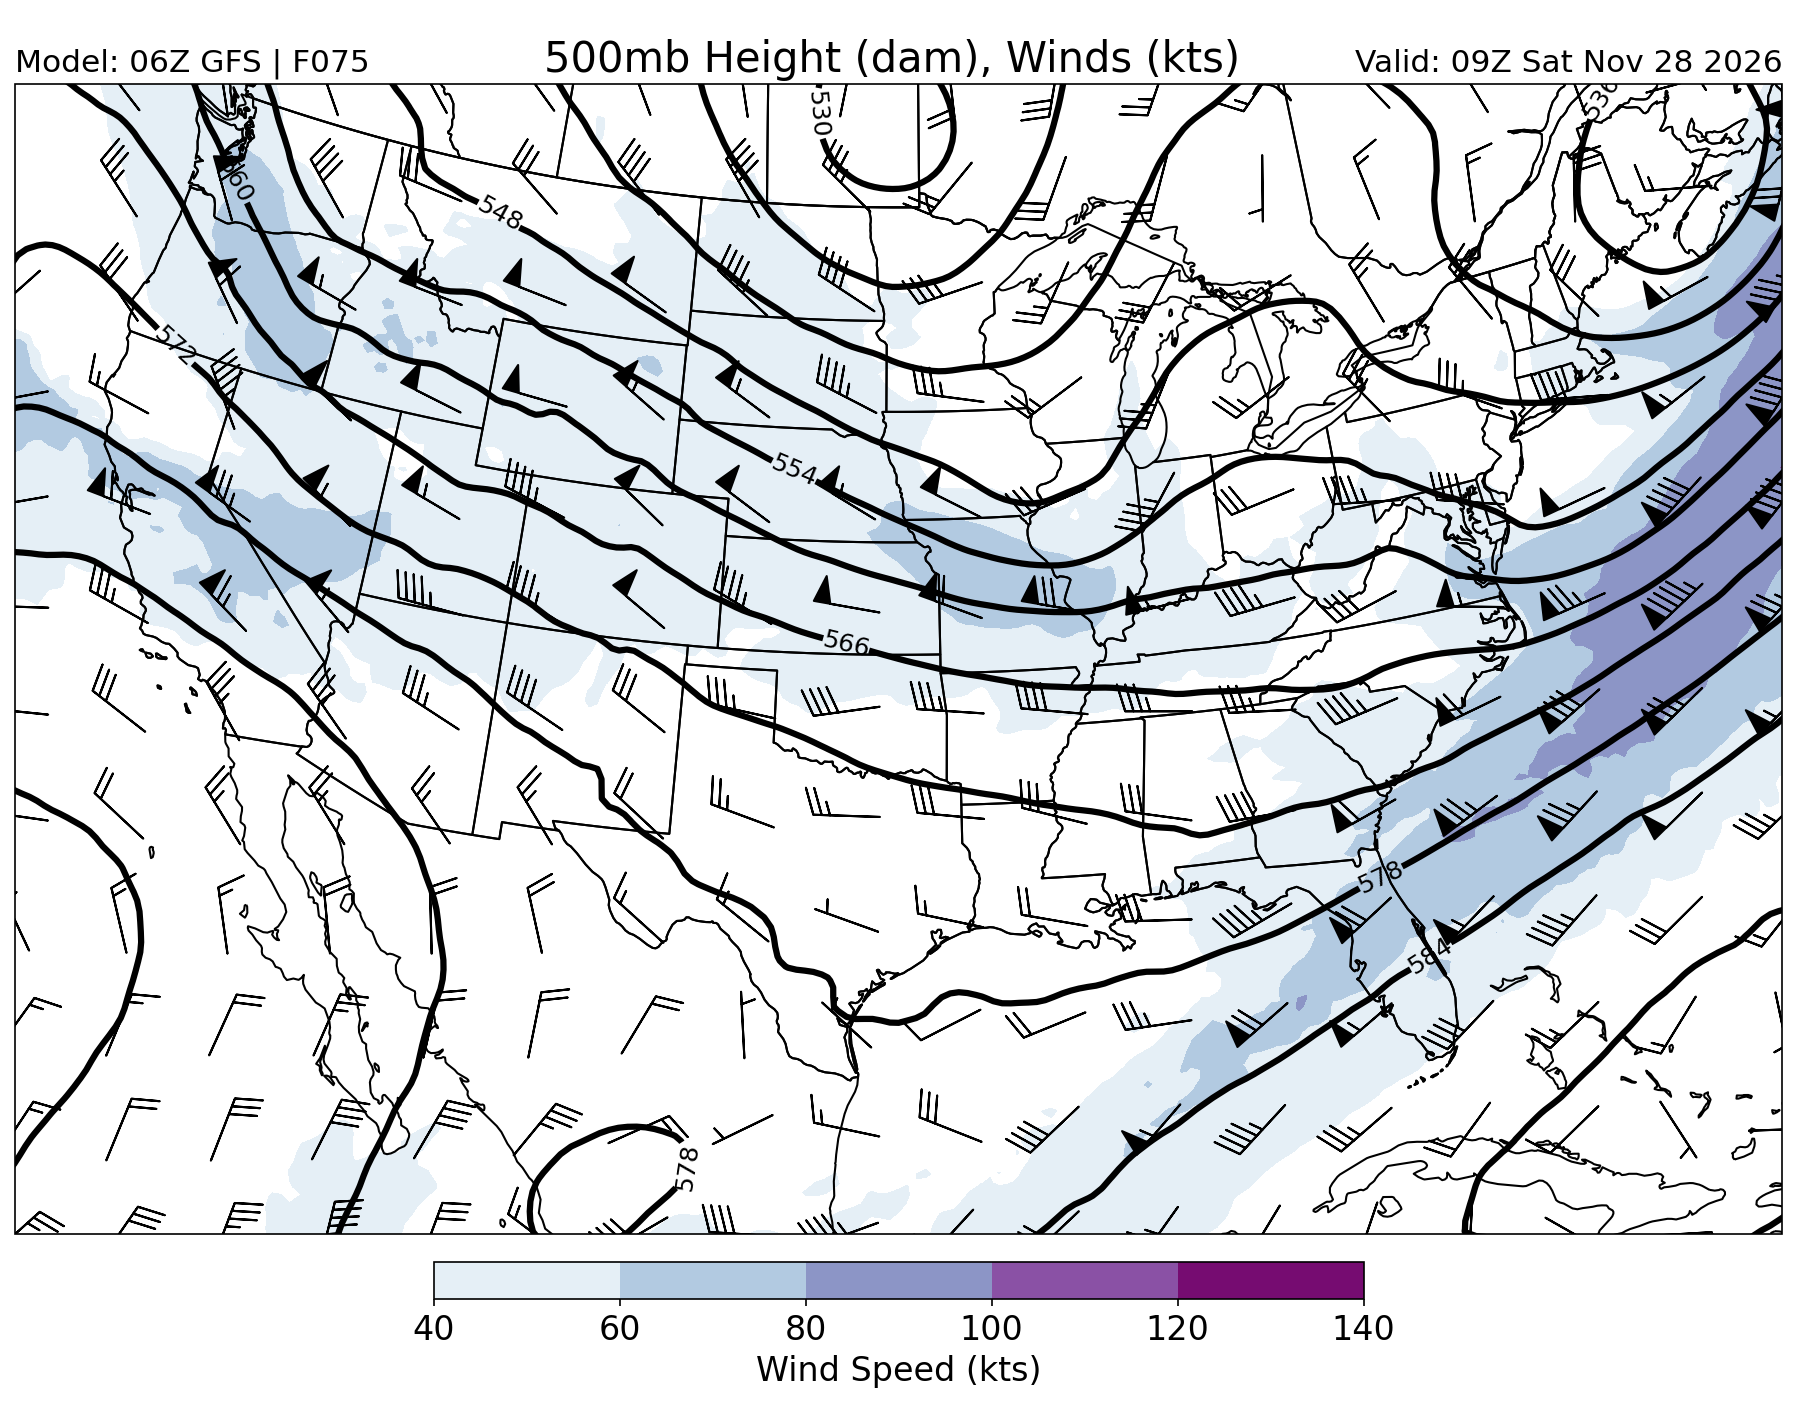 Model: 06Z GFS | F075
500mb Height (dam), Winds (kts)
Valid: 09Z Sat Nov 28 2026
530
536
560
548
572
554
566
578
584
578
40 60 80 100 120 140
Wind Speed (kts)